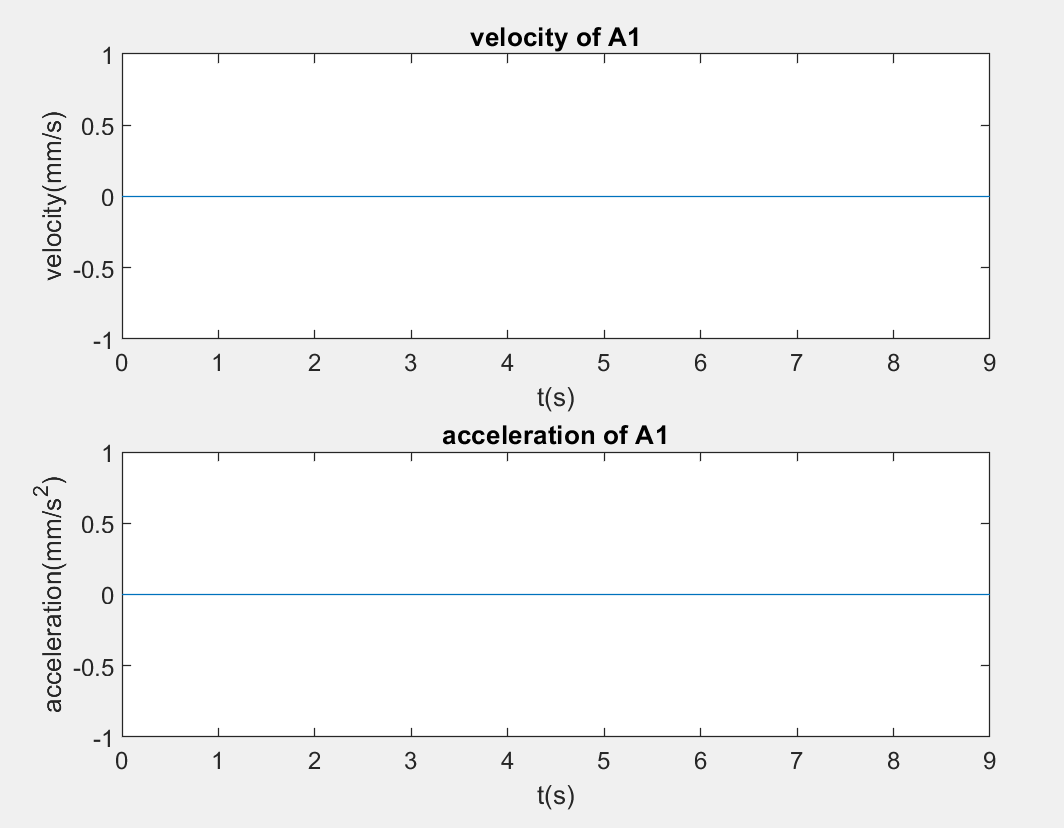 velocity of A1
1
0.5
0
-0.5
-1
velocity(mm/s)
0 1 2 3 4 5 6 7 8 9
t(s)
acceleration of A1
1
0.5
0
-0.5
-1
acceleration(mm/s²)
0 1 2 3 4 5 6 7 8 9
t(s)